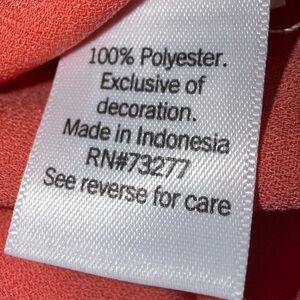 100% Polyester.
Exclusive of
decoration.
Made in Indonesia
RN#73277
See reverse for care